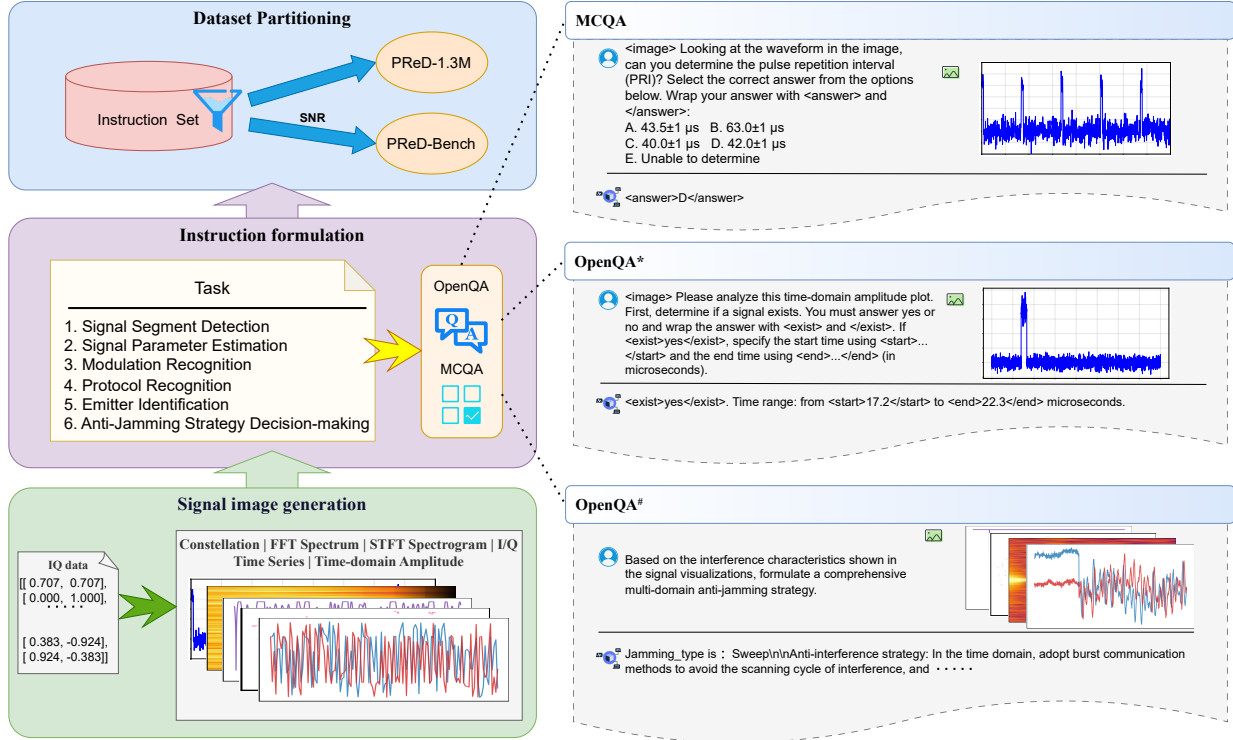 Dataset Partitioning
Instruction Set
SNR
PReD-1.3M
PReD-Bench
Instruction formulation
Task
1. Signal Segment Detection
2. Signal Parameter Estimation
3. Modulation Recognition
4. Protocol Recognition
5. Emitter Identification
6. Anti-Jamming Strategy Decision-making
OpenQA
Q
A
MCQA
Signal image generation
IQ data
[[ 0.707, 0.707],
[ 0.000, 1.000],
·····
[ 0.383, -0.924],
[ 0.924, -0.383]]
Constellation | FFT Spectrum | STFT Spectrogram | I/Q
Time Series | Time-domain Amplitude
MCQA
<image> Looking at the waveform in the image,
can you determine the pulse repetition interval
(PRI)? Select the correct answer from the options
below. Wrap your answer with <answer> and
</answer>:
A. 43.5±1 μs B. 63.0±1 μs
C. 40.0±1 μs D. 42.0±1 μs
E. Unable to determine
<answer>D</answer>
OpenQA*
<image> Please analyze this time-domain amplitude plot.
First, determine if a signal exists. You must answer yes or
no and wrap the answer with <exist> and </exist>. If
<exist>yes</exist>, specify the start time using <start>...
</start> and the end time using <end>...</end> (in
microseconds).
<exist>yes</exist>. Time range: from <start>17.2</start> to <end>22.3</end> microseconds.
OpenQA#
Based on the interference characteristics shown in
the signal visualizations, formulate a comprehensive
multi-domain anti-jamming strategy.
Jamming_type is： Sweep\n\nAnti-interference strategy: In the time domain, adopt burst communication
methods to avoid the scanning cycle of interference, and ·····